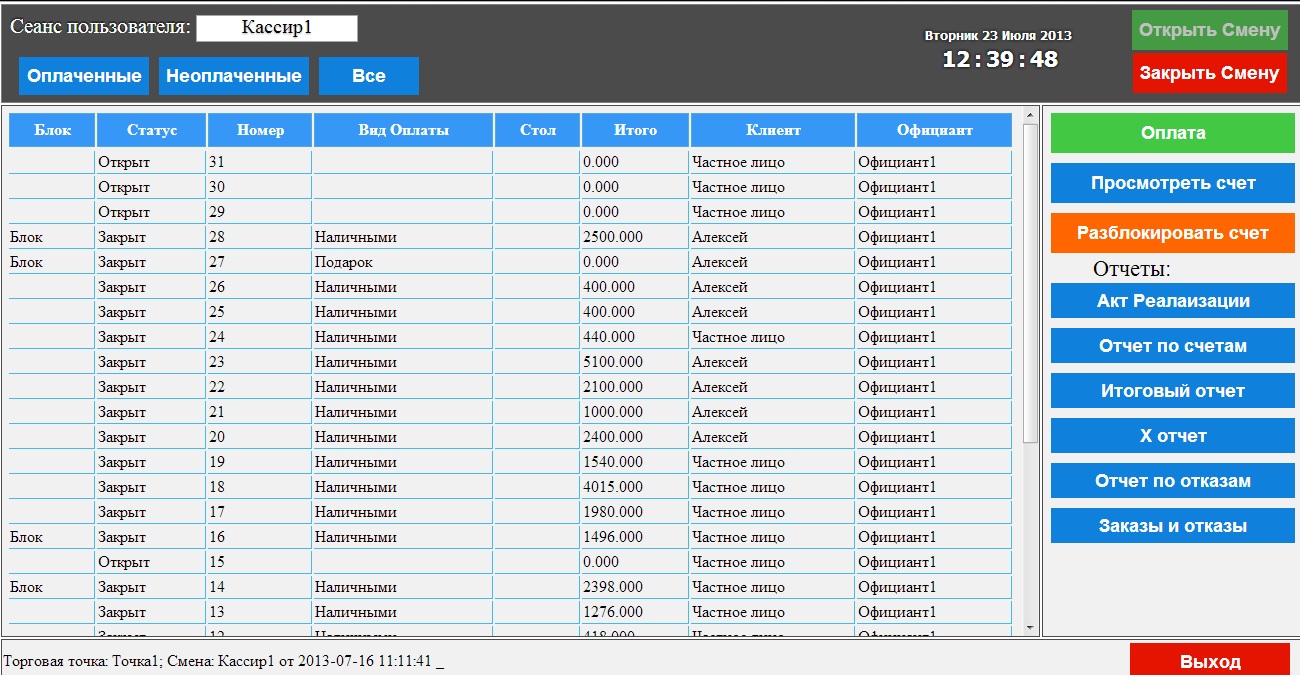 Сеанс пользователя: Кассир1
Вторник 23 Июля 2013
12:39:48
Открыть Смену
Закрыть Смену
Оплаченные Неоплаченные Все
Блок Статус Номер Вид Оплаты Стол Итого Клиент Официант
Открыт 31 0.000 Частное лицо Официант1
Открыт 30 0.000 Частное лицо Официант1
Открыт 29 0.000 Частное лицо Официант1
Блок Закрыт 28 Наличными 2500.000 Алексей Официант1
Блок Закрыт 27 Подарок 0.000 Алексей Официант1
Закрыт 26 Наличными 400.000 Алексей Официант1
Закрыт 25 Наличными 400.000 Алексей Официант1
Закрыт 24 Наличными 440.000 Частное лицо Официант1
Закрыт 23 Наличными 5100.000 Алексей Официант1
Закрыт 22 Наличными 2100.000 Алексей Официант1
Закрыт 21 Наличными 1000.000 Алексей Официант1
Закрыт 20 Наличными 2400.000 Алексей Официант1
Закрыт 19 Наличными 1540.000 Частное лицо Официант1
Закрыт 18 Наличными 4015.000 Частное лицо Официант1
Закрыт 17 Наличными 1980.000 Частное лицо Официант1
Блок Закрыт 16 Наличными 1496.000 Частное лицо Официант1
Открыт 15 0.000 Частное лицо Официант1
Блок Закрыт 14 Наличными 2398.000 Частное лицо Официант1
Закрыт 13 Наличными 1276.000 Частное лицо Официант1
Закрыт 12 Наличными 418.000 Частное лицо Официант1
Оплата
Просмотреть счет
Разблокировать счет
Отчеты:
Акт Реалаизации
Отчет по счетам
Итоговый отчет
X отчет
Отчет по отказам
Заказы и отказы
Торговая точка: Точка1; Смена: Кассир1 от 2013-07-16 11:11:41 _
Выход